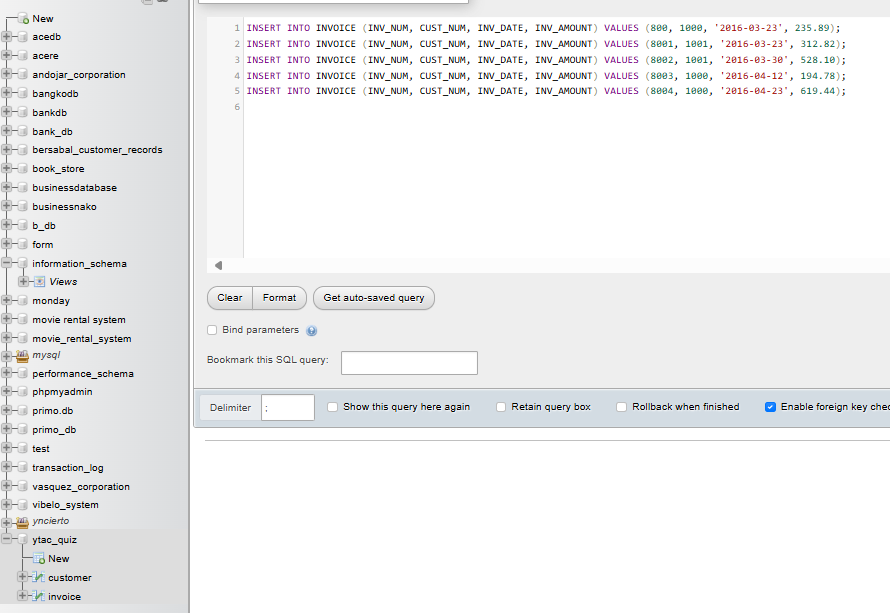 New
acedb
acere
andojar_corporation
bangkodb
bankdb
bank_db
bersabal_customer_records
book_store
businessdatabase
businessnako
b_db
form
information_schema
Views
monday
movie rental system
movie_rental_system
mysql
performance_schema
phpmyadmin
primo.db
primo_db
test
transaction_log
vasquez_corporation
vibelo_system
yncierto
ytac_quiz
New
customer
invoice
1 INSERT INTO INVOICE (INV_NUM, CUST_NUM, INV_DATE, INV_AMOUNT) VALUES (800, 1000, '2016-03-23', 235.89);
2 INSERT INTO INVOICE (INV_NUM, CUST_NUM, INV_DATE, INV_AMOUNT) VALUES (8001, 1001, '2016-03-23', 312.82);
3 INSERT INTO INVOICE (INV_NUM, CUST_NUM, INV_DATE, INV_AMOUNT) VALUES (8002, 1001, '2016-03-30', 528.10);
4 INSERT INTO INVOICE (INV_NUM, CUST_NUM, INV_DATE, INV_AMOUNT) VALUES (8003, 1000, '2016-04-12', 194.78);
5 INSERT INTO INVOICE (INV_NUM, CUST_NUM, INV_DATE, INV_AMOUNT) VALUES (8004, 1000, '2016-04-23', 619.44);
6
Clear Format Get auto-saved query
Bind parameters
Bookmark this SQL query:
Delimiter ; Show this query here again Retain query box Rollback when finished Enable foreign key